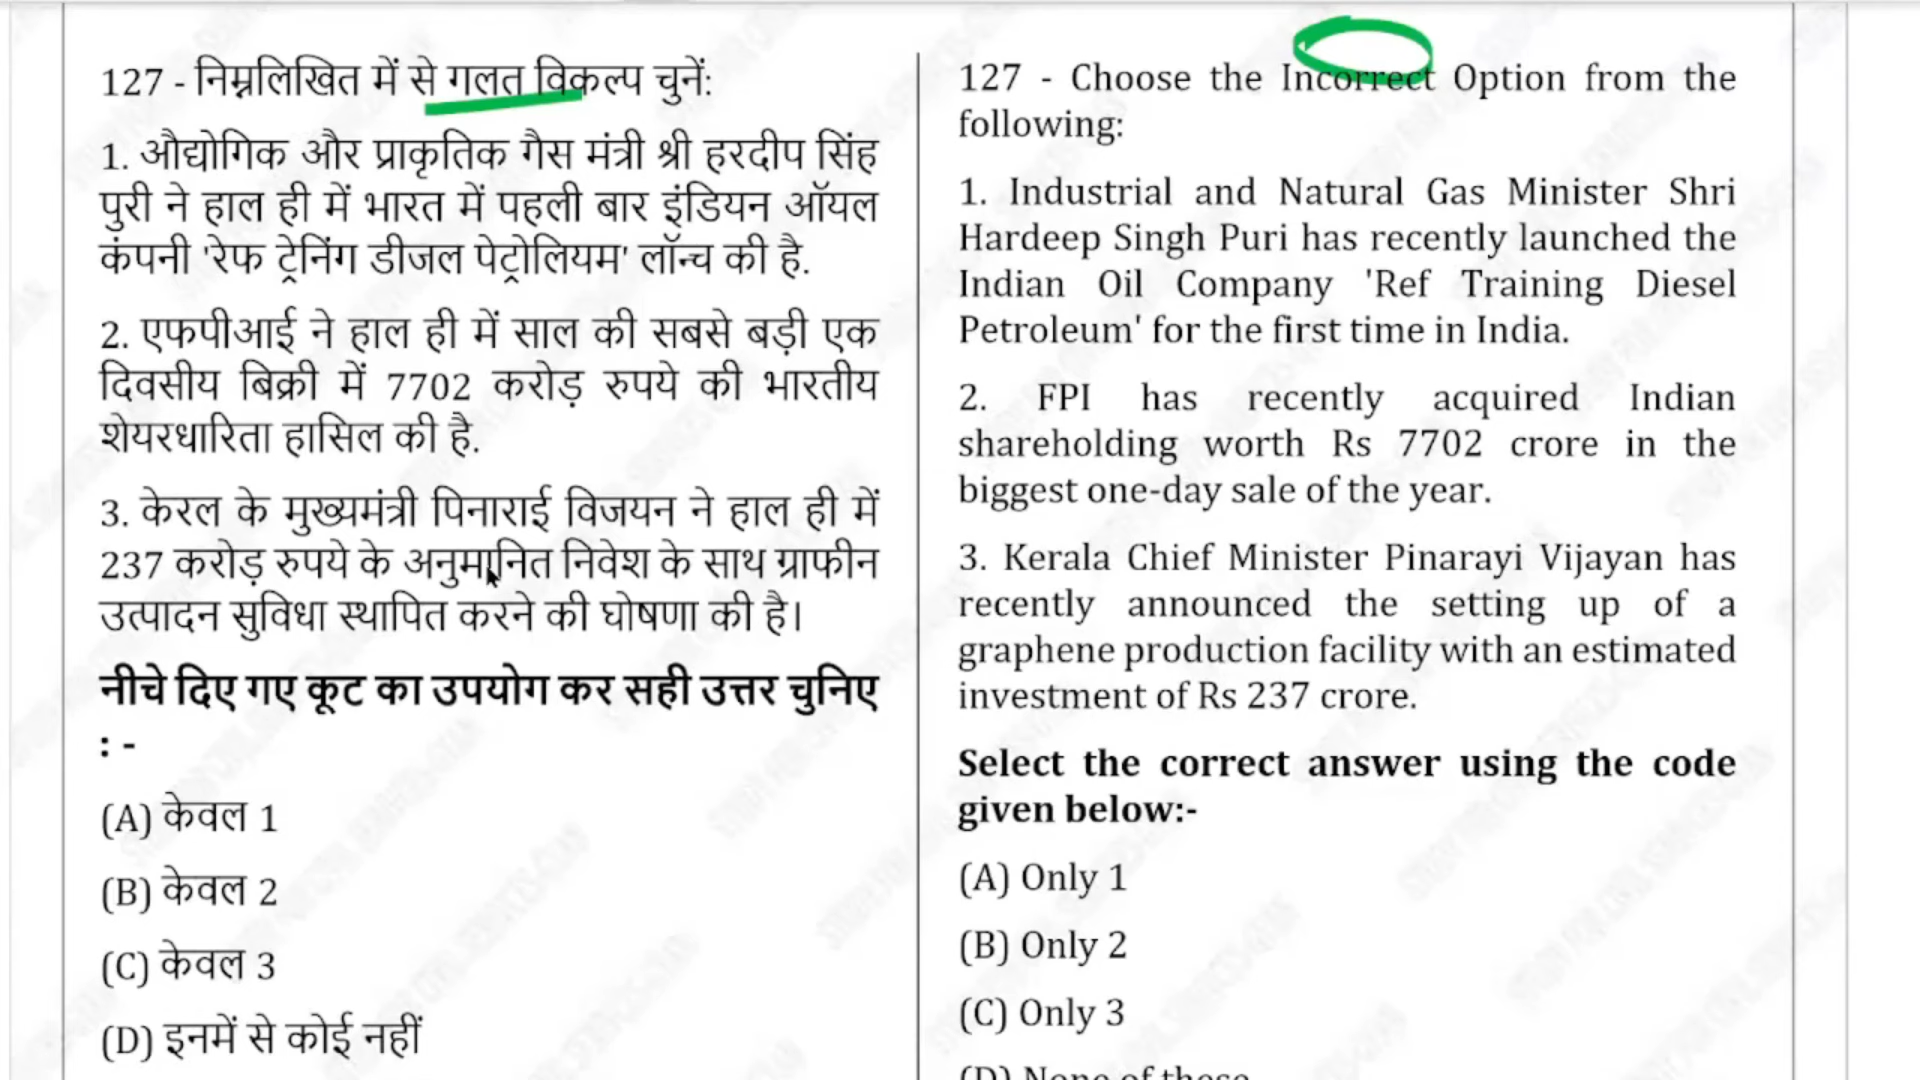 127 - निम्नलिखित में से गलत विकल्प चुनें:
1. औद्योगिक और प्राकृतिक गैस मंत्री श्री हरदीप सिंह
पुरी ने हाल ही में भारत में पहली बार इंडियन ऑयल
कंपनी 'रेफ ट्रेनिंग डीजल पेट्रोलियम' लॉन्च की है.
2. एफपीआई ने हाल ही में साल की सबसे बड़ी एक
दिवसीय बिक्री में 7702 करोड़ रुपये की भारतीय
शेयरधारिता हासिल की है.
3. केरल के मुख्यमंत्री पिनाराई विजयन ने हाल ही में
237 करोड़ रुपये के अनुमानित निवेश के साथ ग्राफीन
उत्पादन सुविधा स्थापित करने की घोषणा की है।
नीचे दिए गए कूट का उपयोग कर सही उत्तर चुनिए
: -
(A) केवल 1
(B) केवल 2
(C) केवल 3
(D) इनमें से कोई नहीं
127 - Choose the Incorrect Option from the
following:
1. Industrial and Natural Gas Minister Shri
Hardeep Singh Puri has recently launched the
Indian Oil Company 'Ref Training Diesel
Petroleum' for the first time in India.
2. FPI has recently acquired Indian
shareholding worth Rs 7702 crore in the
biggest one-day sale of the year.
3. Kerala Chief Minister Pinarayi Vijayan has
recently announced the setting up of a
graphene production facility with an estimated
investment of Rs 237 crore.
Select the correct answer using the code
given below:-
(A) Only 1
(B) Only 2
(C) Only 3
(D) None of these